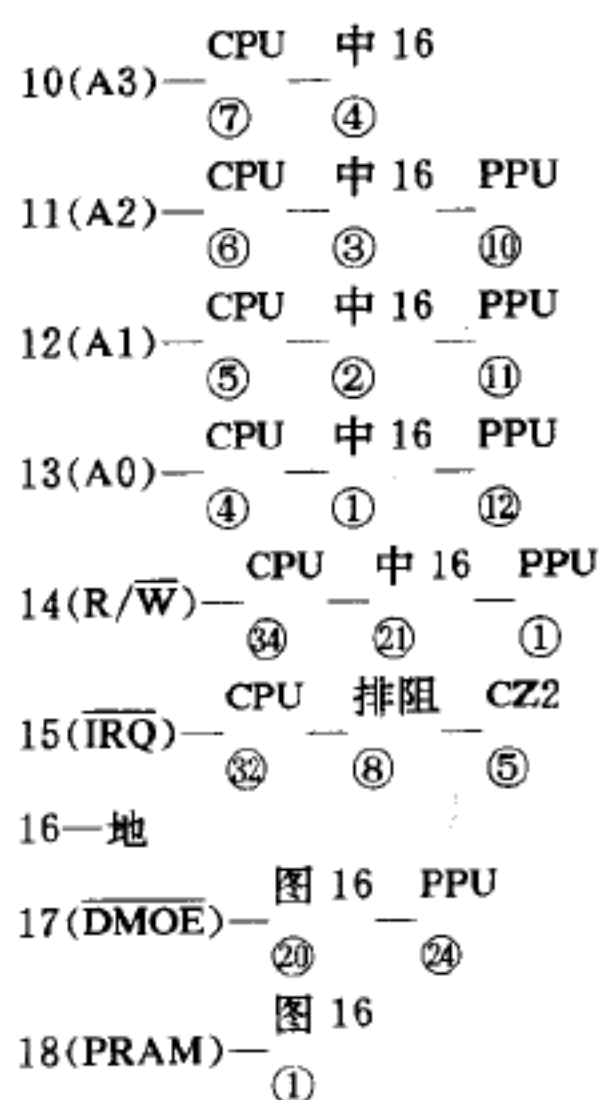 CPU 中 16
10(A3)— —
⑦ ④
CPU 中 16 PPU
11(A2)— — —
⑥ ③ ⑩
CPU 中 16 PPU
12(A1)— — —
⑤ ② ⑪
CPU 中 16 PPU
13(A0)— — —
④ ① ⑫
CPU 中 16 PPU
14(R/W̅)— — —
㉞ ㉑ ①
CPU 排阻 CZ2
15(I̅R̅Q̅)— — —
㉜ ⑧ ⑤
16—地
图 16 PPU
17(D̅M̅O̅E̅)— —
⑳ ㉔
图 16
18(PRAM)—
①